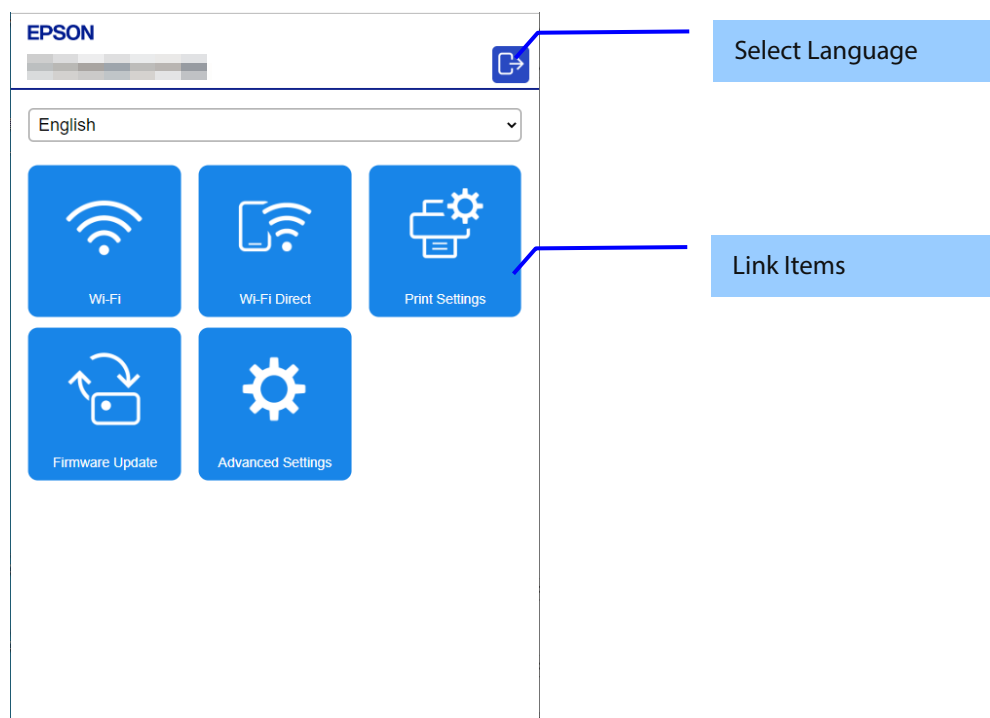 EPSON
Select Language
English
Wi-Fi
Wi-Fi Direct
Print Settings
Link Items
Firmware Update
Advanced Settings